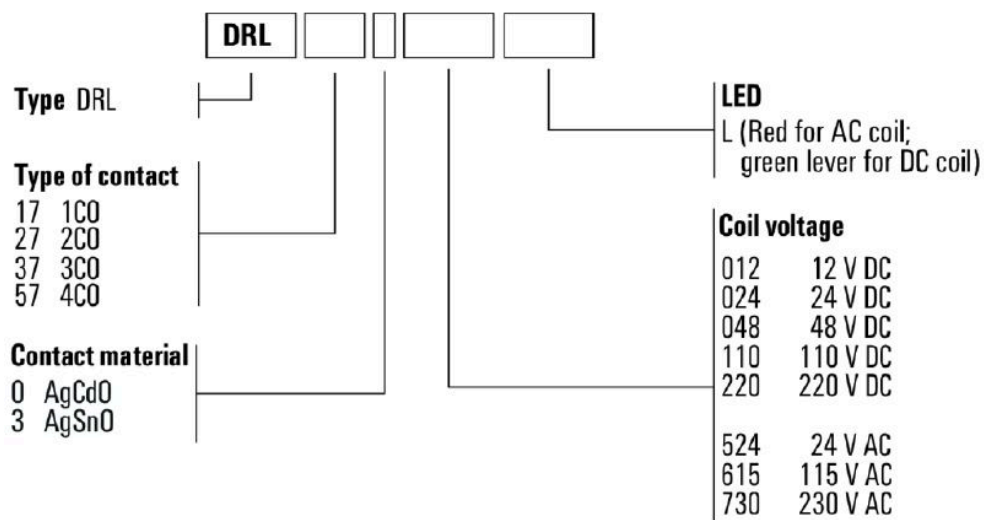 DRL
Type DRL
Type of contact
17 1CO
27 2CO
37 3CO
57 4CO
Contact material
0 AgCdO
3 AgSnO
LED
L (Red for AC coil;
green lever for DC coil)
Coil voltage
012 12 V DC
024 24 V DC
048 48 V DC
110 110 V DC
220 220 V DC
524 24 V AC
615 115 V AC
730 230 V AC